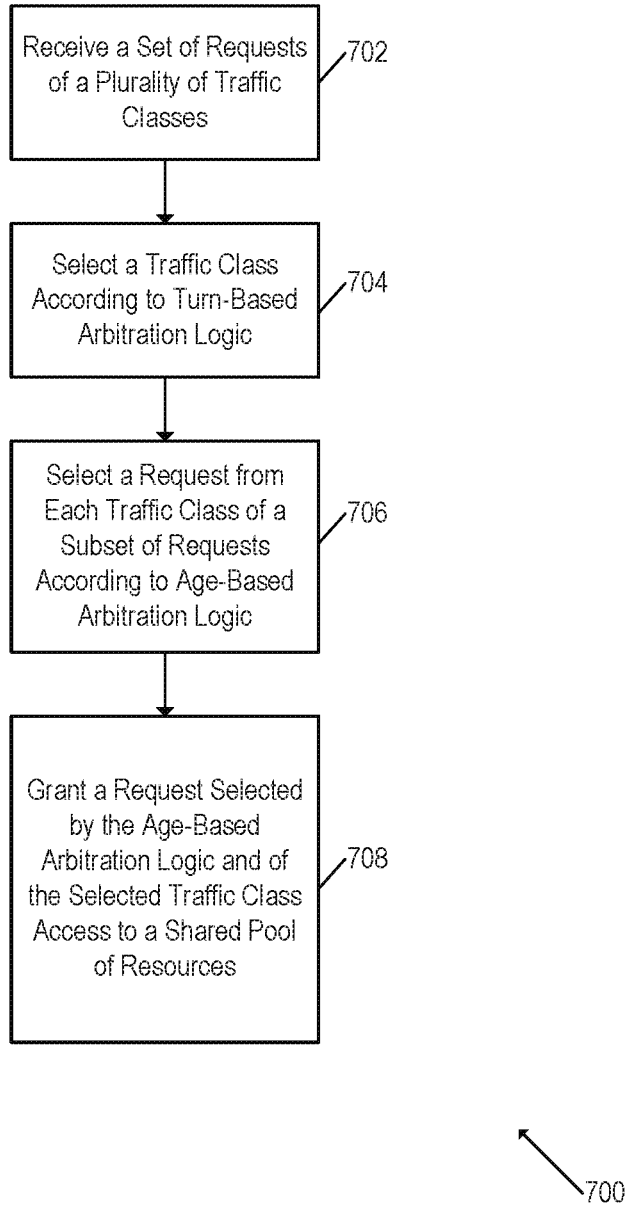 Receive a Set of Requests
of a Plurality of Traffic
Classes
702
Select a Traffic Class
According to Turn-Based
Arbitration Logic
704
Select a Request from
Each Traffic Class of a
Subset of Requests
According to Age-Based
Arbitration Logic
706
Grant a Request Selected
by the Age-Based
Arbitration Logic and of
the Selected Traffic Class
Access to a Shared Pool
of Resources
708
700